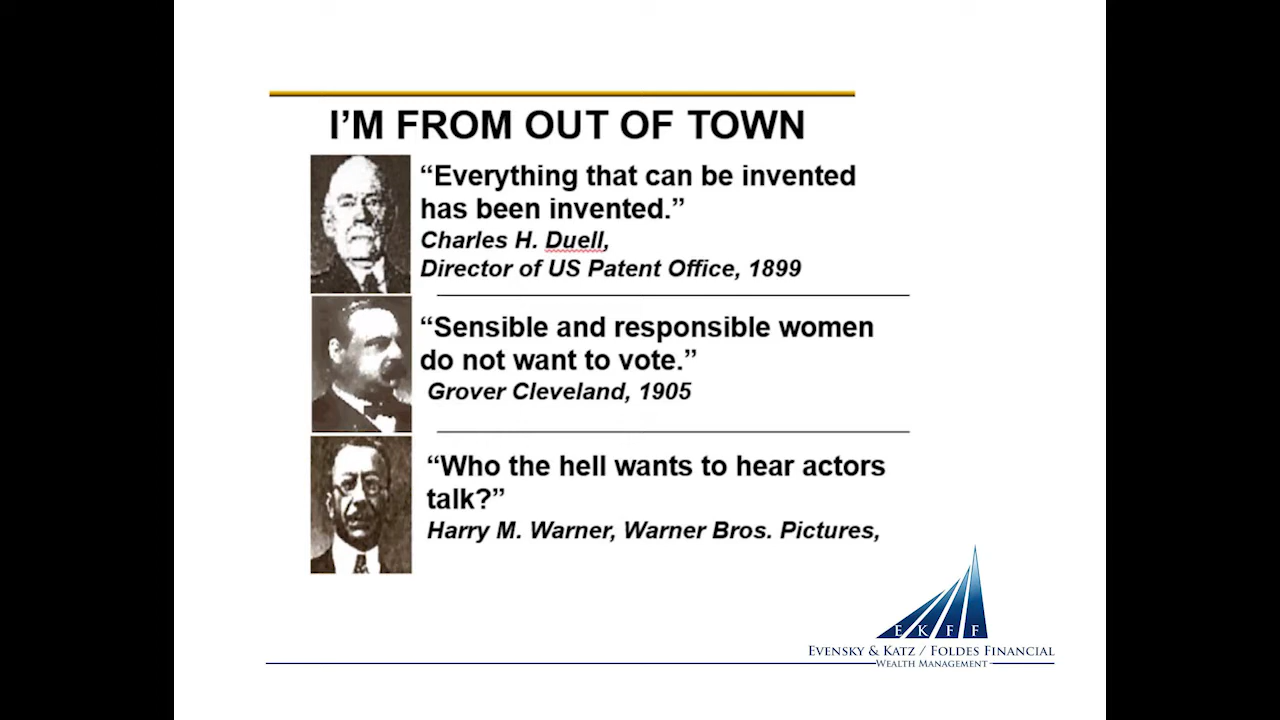 I'M FROM OUT OF TOWN
“Everything that can be invented
has been invented.”
Charles H. Duell,
Director of US Patent Office, 1899
“Sensible and responsible women
do not want to vote.”
Grover Cleveland, 1905
“Who the hell wants to hear actors
talk?”
Harry M. Warner, Warner Bros. Pictures,
E K F F
EVENSKY & KATZ / FOLDES FINANCIAL
WEALTH MANAGEMENT